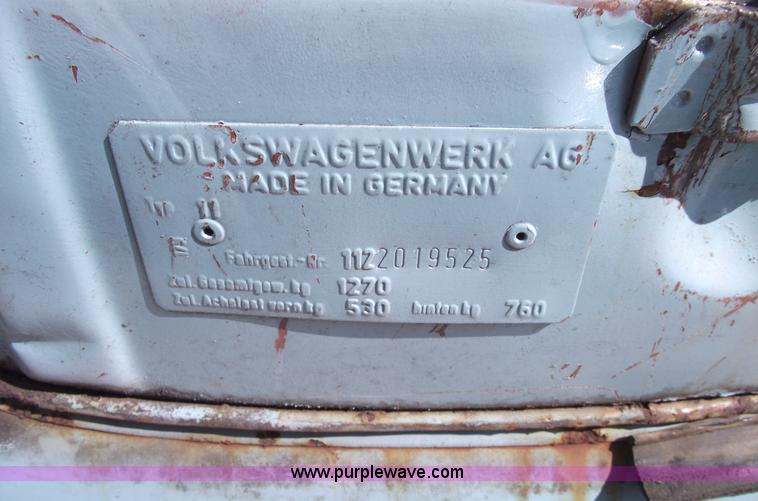 VOLKSWAGENWERK AG
MADE IN GERMANY
Typ 11
Fahrgest.-Nr. 1122019525
Zul. Gesamtgew. kg 1270
Zul. Achslast vorn kg 530 hinten kg 760
www.purplewave.com